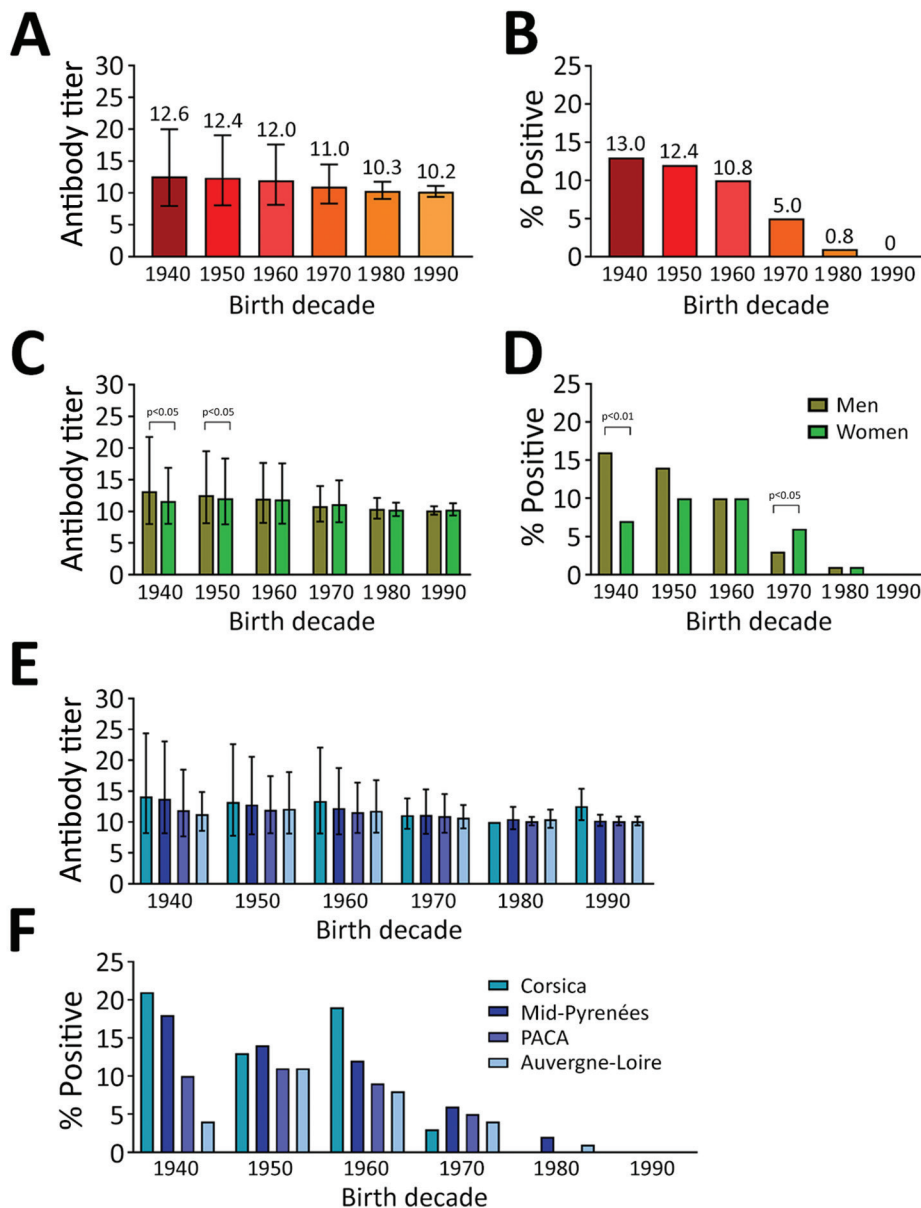 A
Antibody titer
30
25
20
15
10
5
0
12.6 12.4 12.0 11.0 10.3 10.2
1940 1950 1960 1970 1980 1990
Birth decade
B
% Positive
25
20
15
10
5
0
13.0 12.4 10.8 5.0 0.8 0
1940 1950 1960 1970 1980 1990
Birth decade
C
Antibody titer
30
25
20
15
10
5
0
p<0.05 p<0.05
1940 1950 1960 1970 1980 1990
Birth decade
D
% Positive
25
20
15
10
5
0
p<0.01
p<0.05
Men
Women
1940 1950 1960 1970 1980 1990
Birth decade
E
Antibody titer
30
25
20
15
10
5
0
1940 1950 1960 1970 1980 1990
Birth decade
F
% Positive
25
20
15
10
5
0
Corsica
Mid-Pyrenées
PACA
Auvergne-Loire
1940 1950 1960 1970 1980 1990
Birth decade